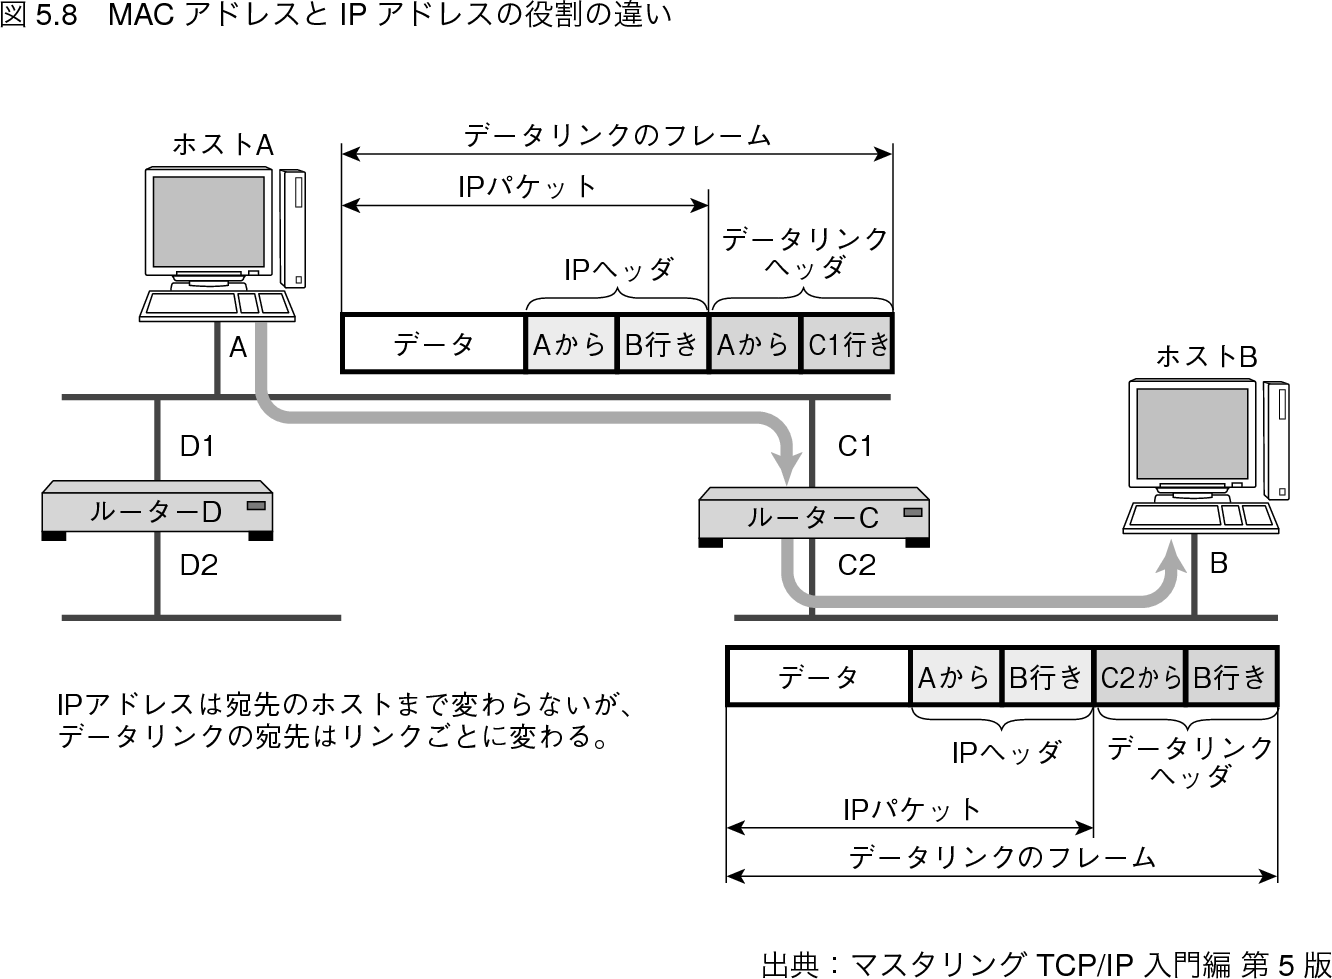 図 5.8　MAC アドレスと IP アドレスの役割の違い
ホストA
データリンクのフレーム
IPパケット
データリンク
ヘッダ
IPヘッダ
データ Aから B行き Aから C1行き
A
ホストB
D1
C1
ルーターD
ルーターC
D2
C2
B
データ Aから B行き C2から B行き
IPアドレスは宛先のホストまで変わらないが、
データリンクの宛先はリンクごとに変わる。
IPヘッダ
データリンク
ヘッダ
IPパケット
データリンクのフレーム
出典：マスタリング TCP/IP 入門編 第 5 版